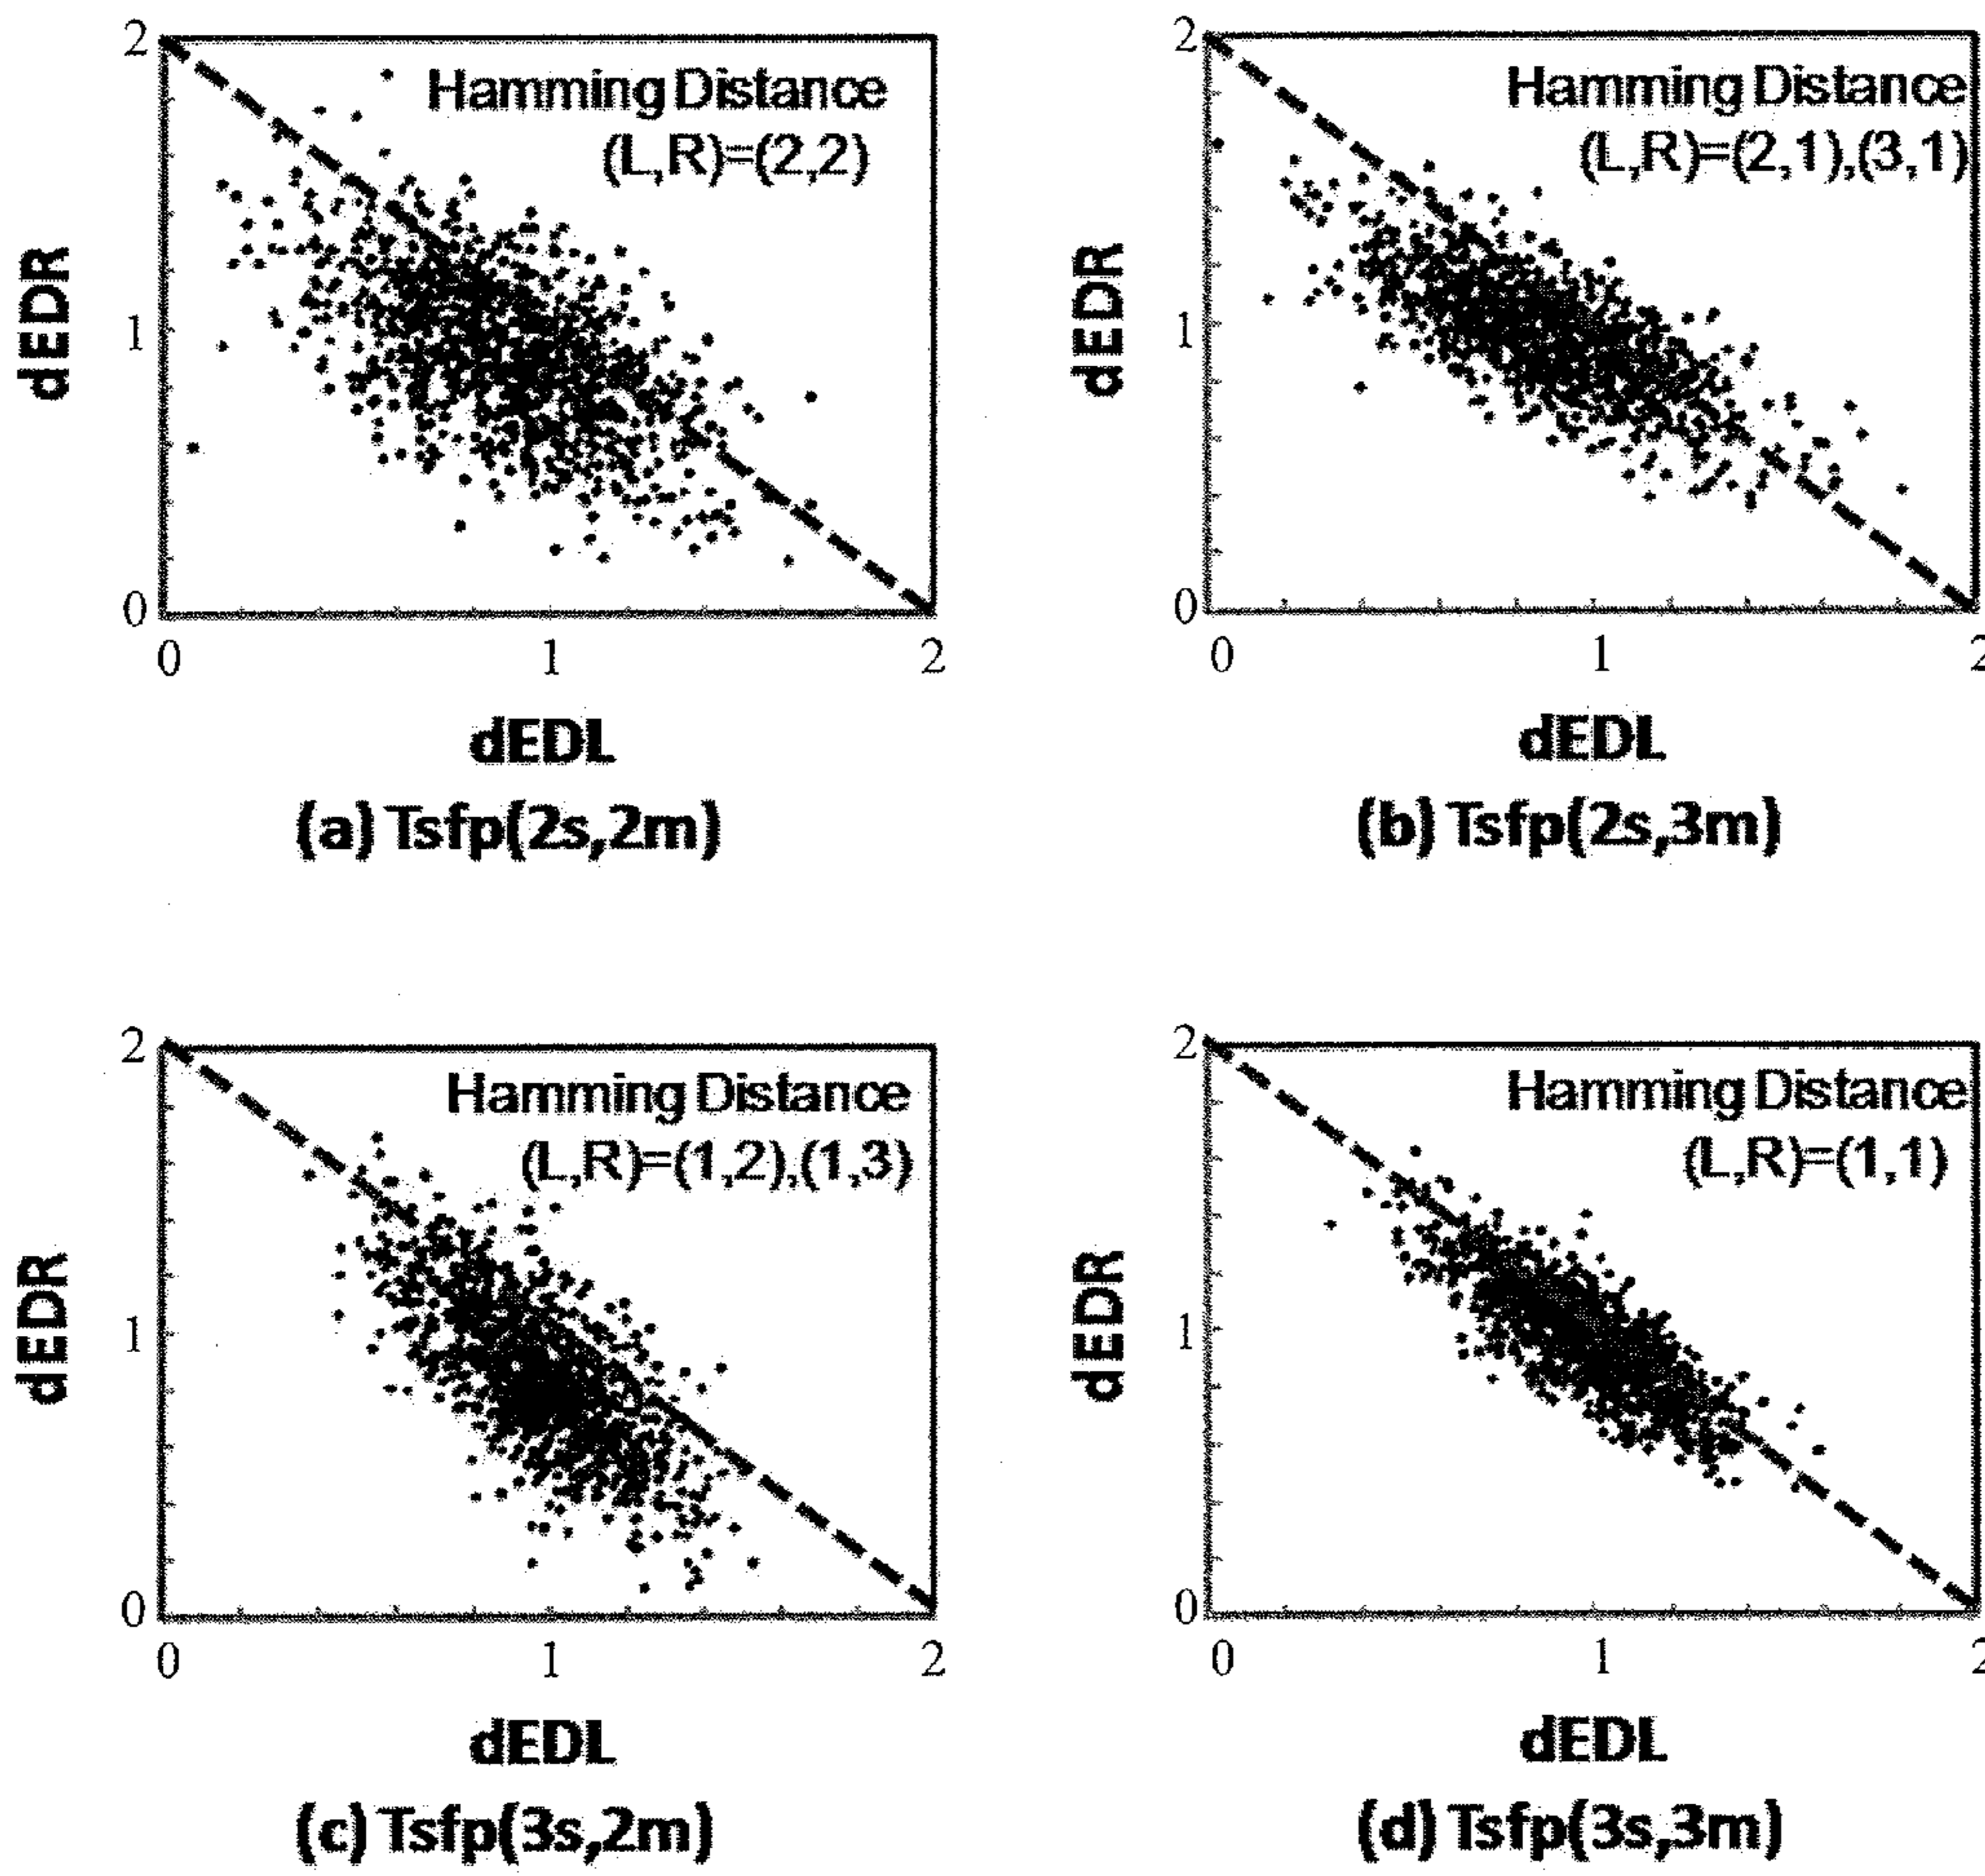 2
Hamming Distance
(L,R)=(2,2)
dEDR
1
0
0
1
2
dEDL
(a) Tsfp(2s,2m)
2
Hamming Distance
(L,R)=(2,1),(3,1)
dEDR
1
0
0
1
2
dEDL
(b) Tsfp(2s,3m)
2
Hamming Distance
(L,R)=(1,2),(1,3)
dEDR
1
0
0
1
2
dEDL
(c) Tsfp(3s,2m)
2
Hamming Distance
(L,R)=(1,1)
dEDR
1
0
0
1
2
dEDL
(d) Tsfp(3s,3m)